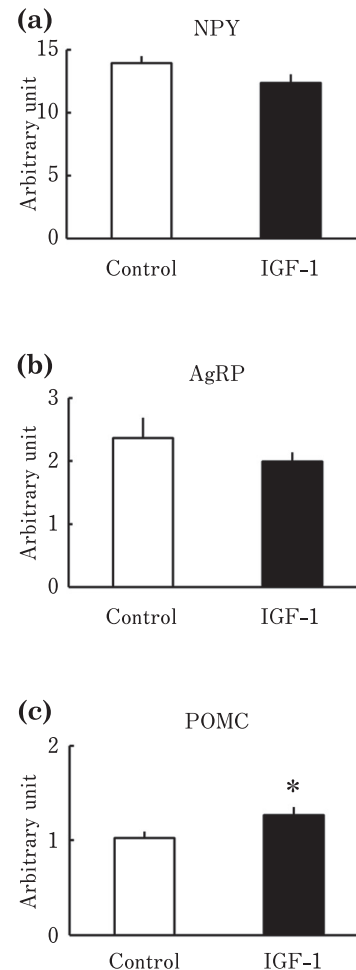 (a)
NPY
Arbitrary unit
15
10
5
0
Control IGF-1
(b)
AgRP
Arbitrary unit
3
2
1
0
Control IGF-1
(c)
POMC
Arbitrary unit
2
1
0
*
Control IGF-1